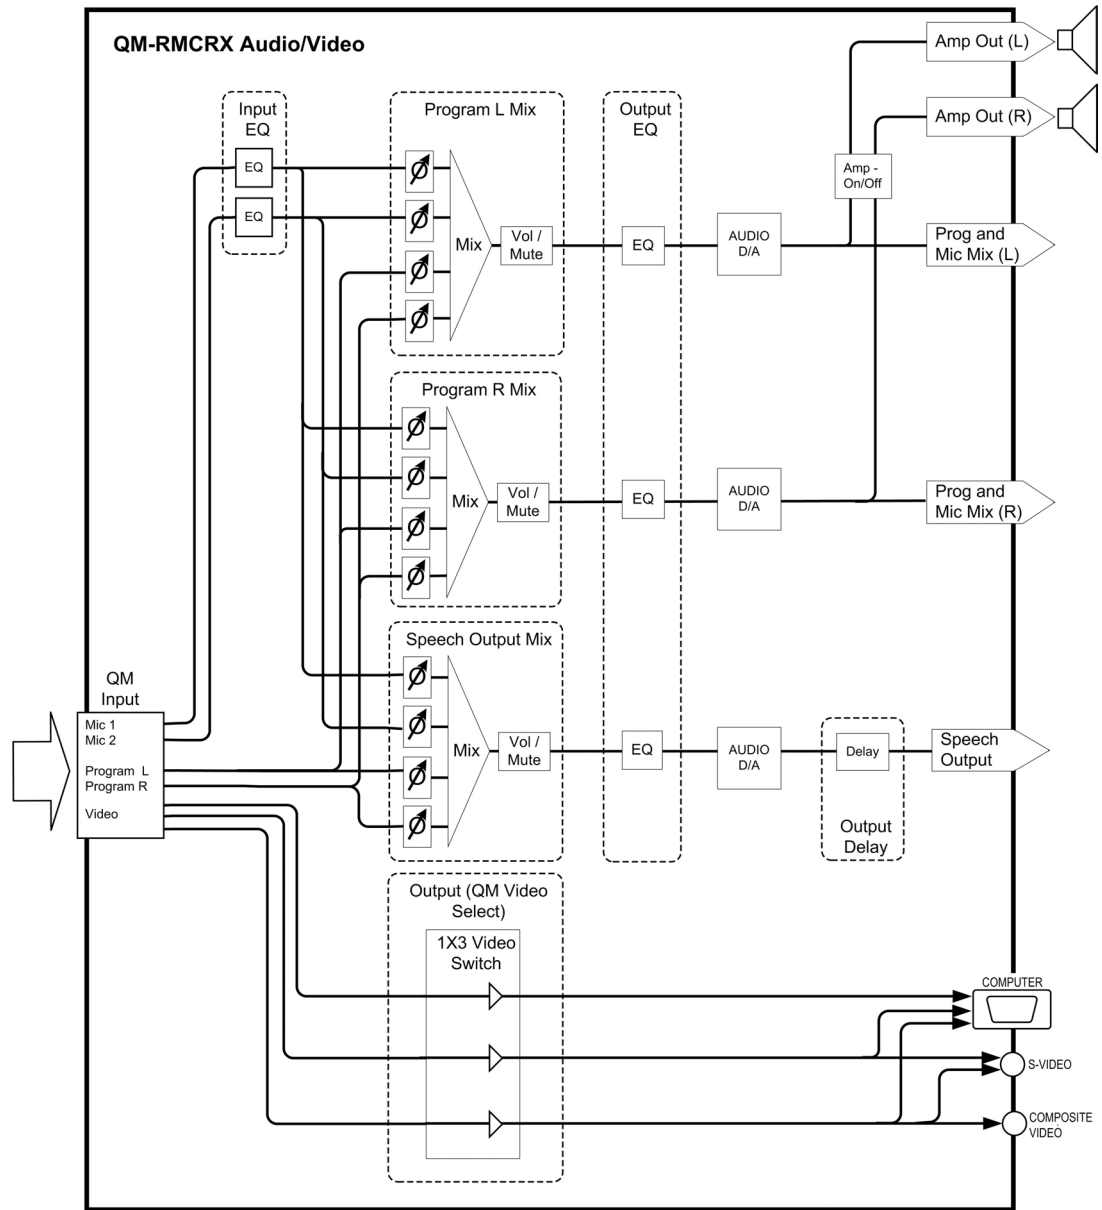 QM-RMCRX Audio/Video
Amp Out (L)
Amp Out (R)
Input
EQ
EQ
EQ
Program L Mix
Mix
Vol /
Mute
Output
EQ
EQ
AUDIO
D/A
Amp -
On/Off
Prog and
Mic Mix (L)
Program R Mix
Mix
Vol /
Mute
EQ
AUDIO
D/A
Prog and
Mic Mix (R)
Speech Output Mix
Mix
Vol /
Mute
EQ
AUDIO
D/A
Delay
Output
Delay
Speech
Output
QM
Input
Mic 1
Mic 2
Program L
Program R
Video
Output (QM Video
Select)
1X3 Video
Switch
COMPUTER
S-VIDEO
COMPOSITE
VIDEO